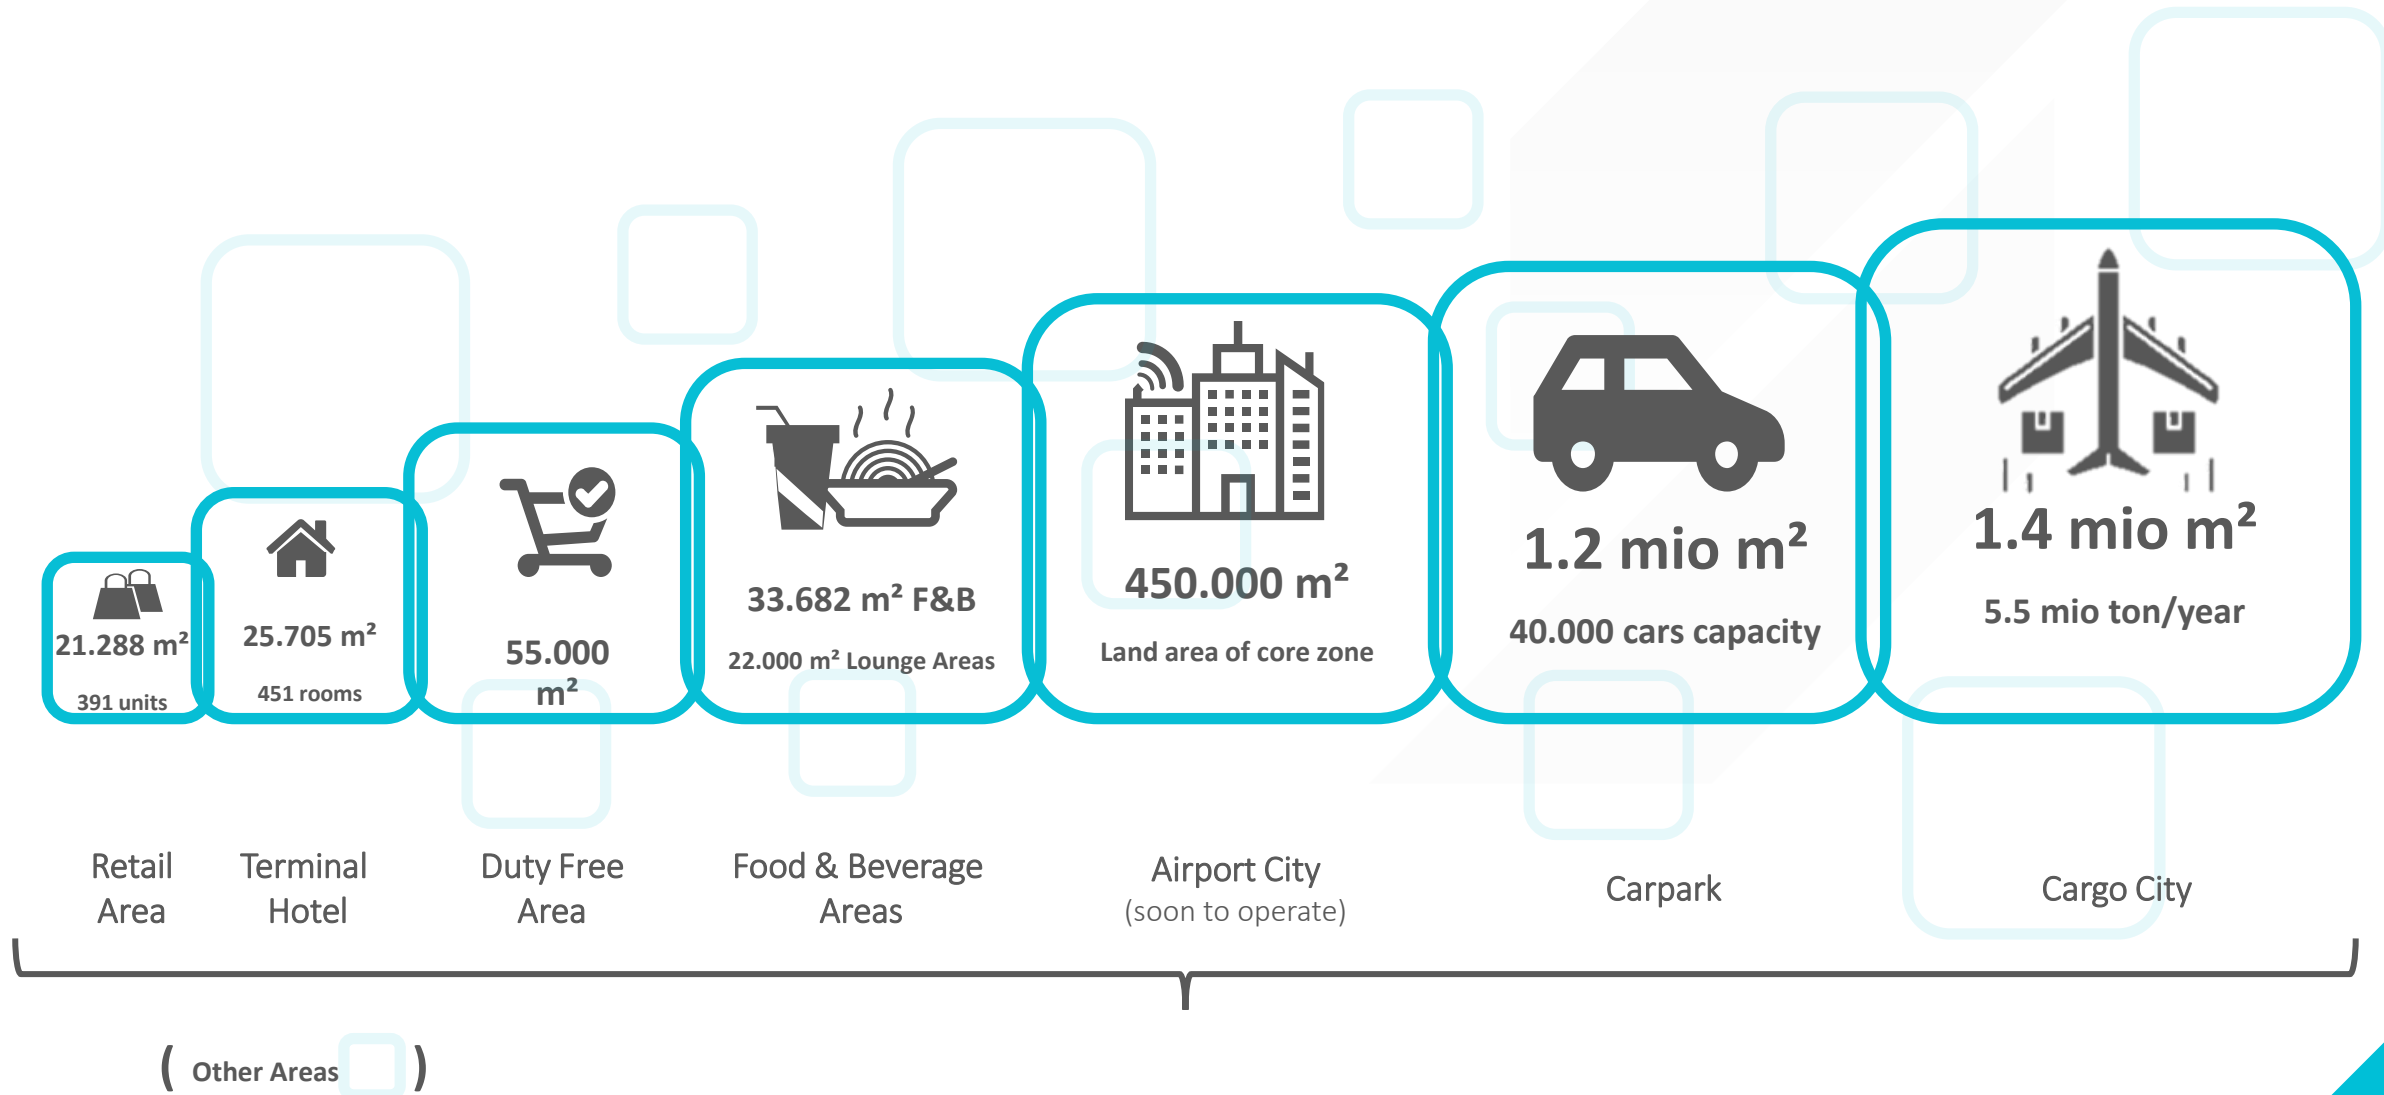 21.288 m²
391 units
25.705 m²
451 rooms
55.000
m²
33.682 m² F&B
22.000 m² Lounge Areas
450.000 m²
Land area of core zone
1.2 mio m²
40.000 cars capacity
1.4 mio m²
5.5 mio ton/year
Retail
Area
Terminal
Hotel
Duty Free
Area
Food & Beverage
Areas
Airport City
(soon to operate)
Carpark
Cargo City
( Other Areas )